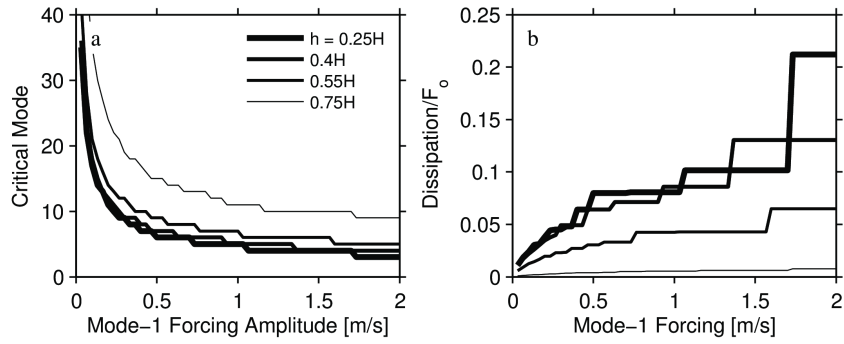 40
30
20
10
0
Critical Mode
a
h = 0.25H
0.4H
0.55H
0.75H
0 0.5 1 1.5 2
Mode−1 Forcing Amplitude [m/s]
0.25
0.2
0.15
0.1
0.05
0
Dissipation/Fo
b
0 0.5 1 1.5 2
Mode−1 Forcing [m/s]